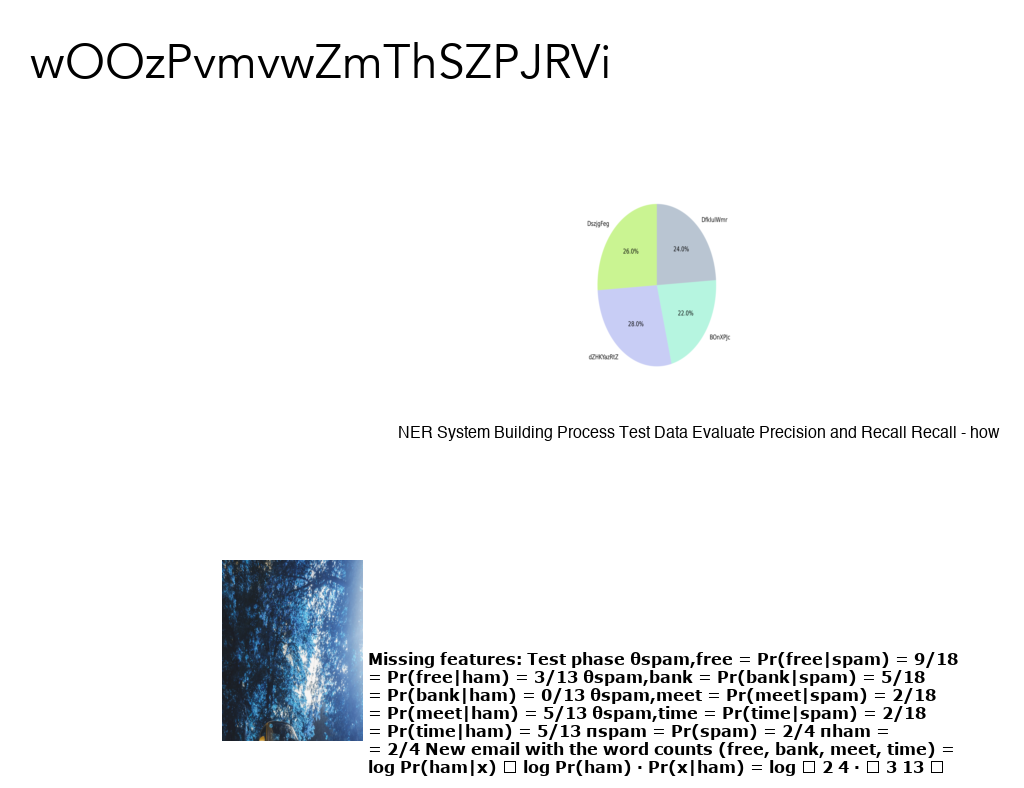 wOOzPvmvwZmThSZPJRVi
DszjgFeg
26.0%
24.0%
28.0%
22.0%
BOnXPjc
NER System Building Process Test Data Evaluate Precision and Recall Recall - how
Missing features: Test phase θspam,free = Pr(free|spam) = 9/18
= Pr(free|ham) = 3/13 θspam,bank = Pr(bank|spam) = 5/18
= Pr(bank|ham) = 0/13 θspam,meet = Pr(meet|spam) = 2/18
= Pr(meet|ham) = 5/13 θspam,time = Pr(time|spam) = 2/18
= Pr(time|ham) = 5/13 πspam = Pr(spam) = 2/4 πham =
= 2/4 New email with the word counts (free, bank, meet, time) =
log Pr(ham|x) □ log Pr(ham) · Pr(x|ham) = log □ 2 4 · □ 3 13 □